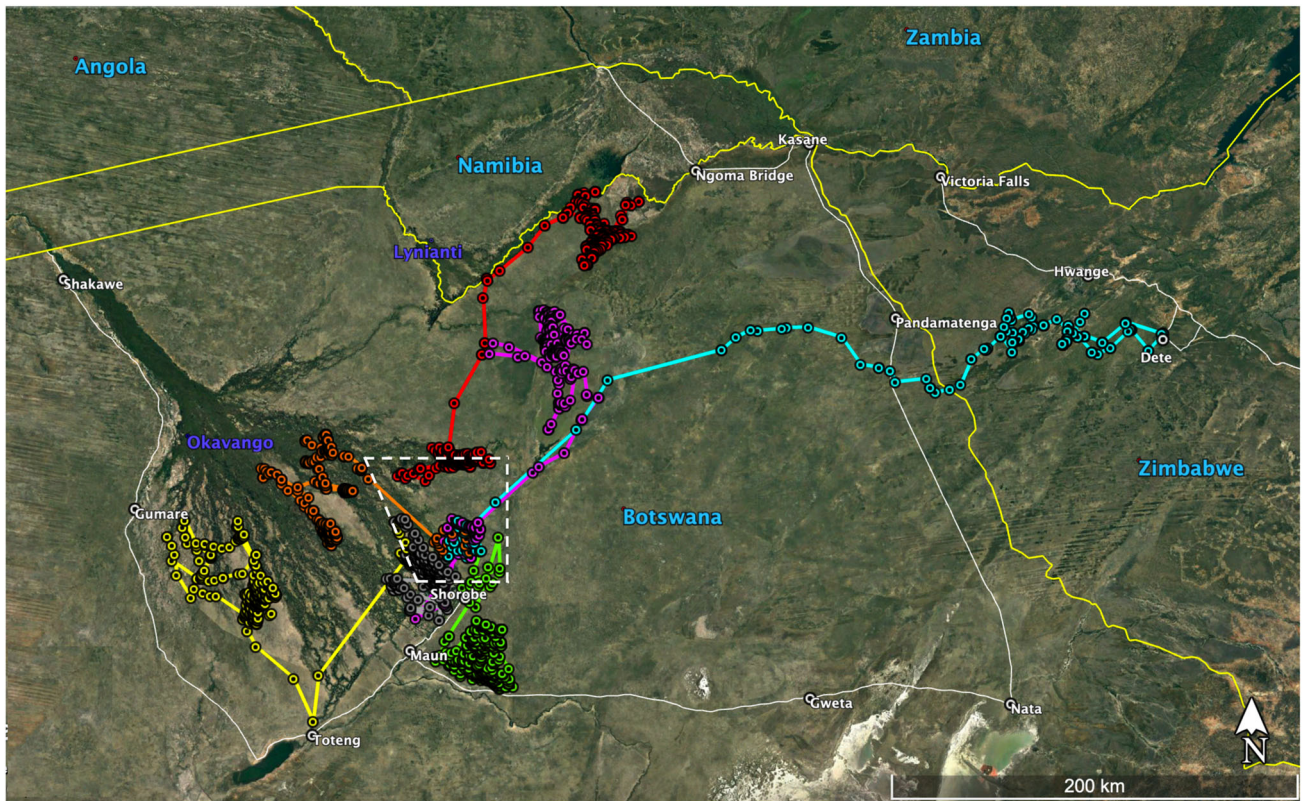 Zambia
Angola
Kasane
Namibia
Ngoma Bridge
Victoria Falls
Lynianti
Hwange
Shakawe
Pandamatenga
Dete
Okavango
Zimbabwe
Gumare
Botswana
Shorobe
Maun
Gweta
Nata
Toteng
N
200 km